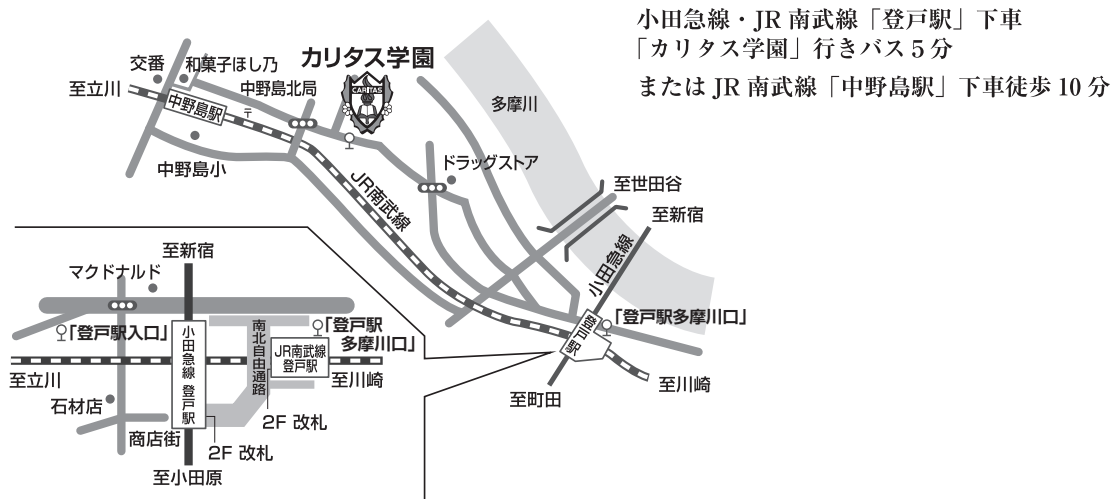 小田急線・JR 南武線「登戸駅」下車
「カリタス学園」行きバス5分
または JR 南武線「中野島駅」下車徒歩 10 分
カリタス学園
CARITAS
交番
和菓子ほし乃
至立川
中野島駅
中野島北局
〒
中野島小
JR南武線
多摩川
ドラッグストア
至世田谷
至新宿
小田急線
登戸駅
「登戸駅多摩川口」
至川崎
至町田
至新宿
マクドナルド
「登戸駅入口」
小田急線 登戸駅
南北自由通路
「登戸駅
多摩川口」
JR南武線
登戸駅
至立川
至川崎
石材店
商店街
2F 改札
2F 改札
至小田原